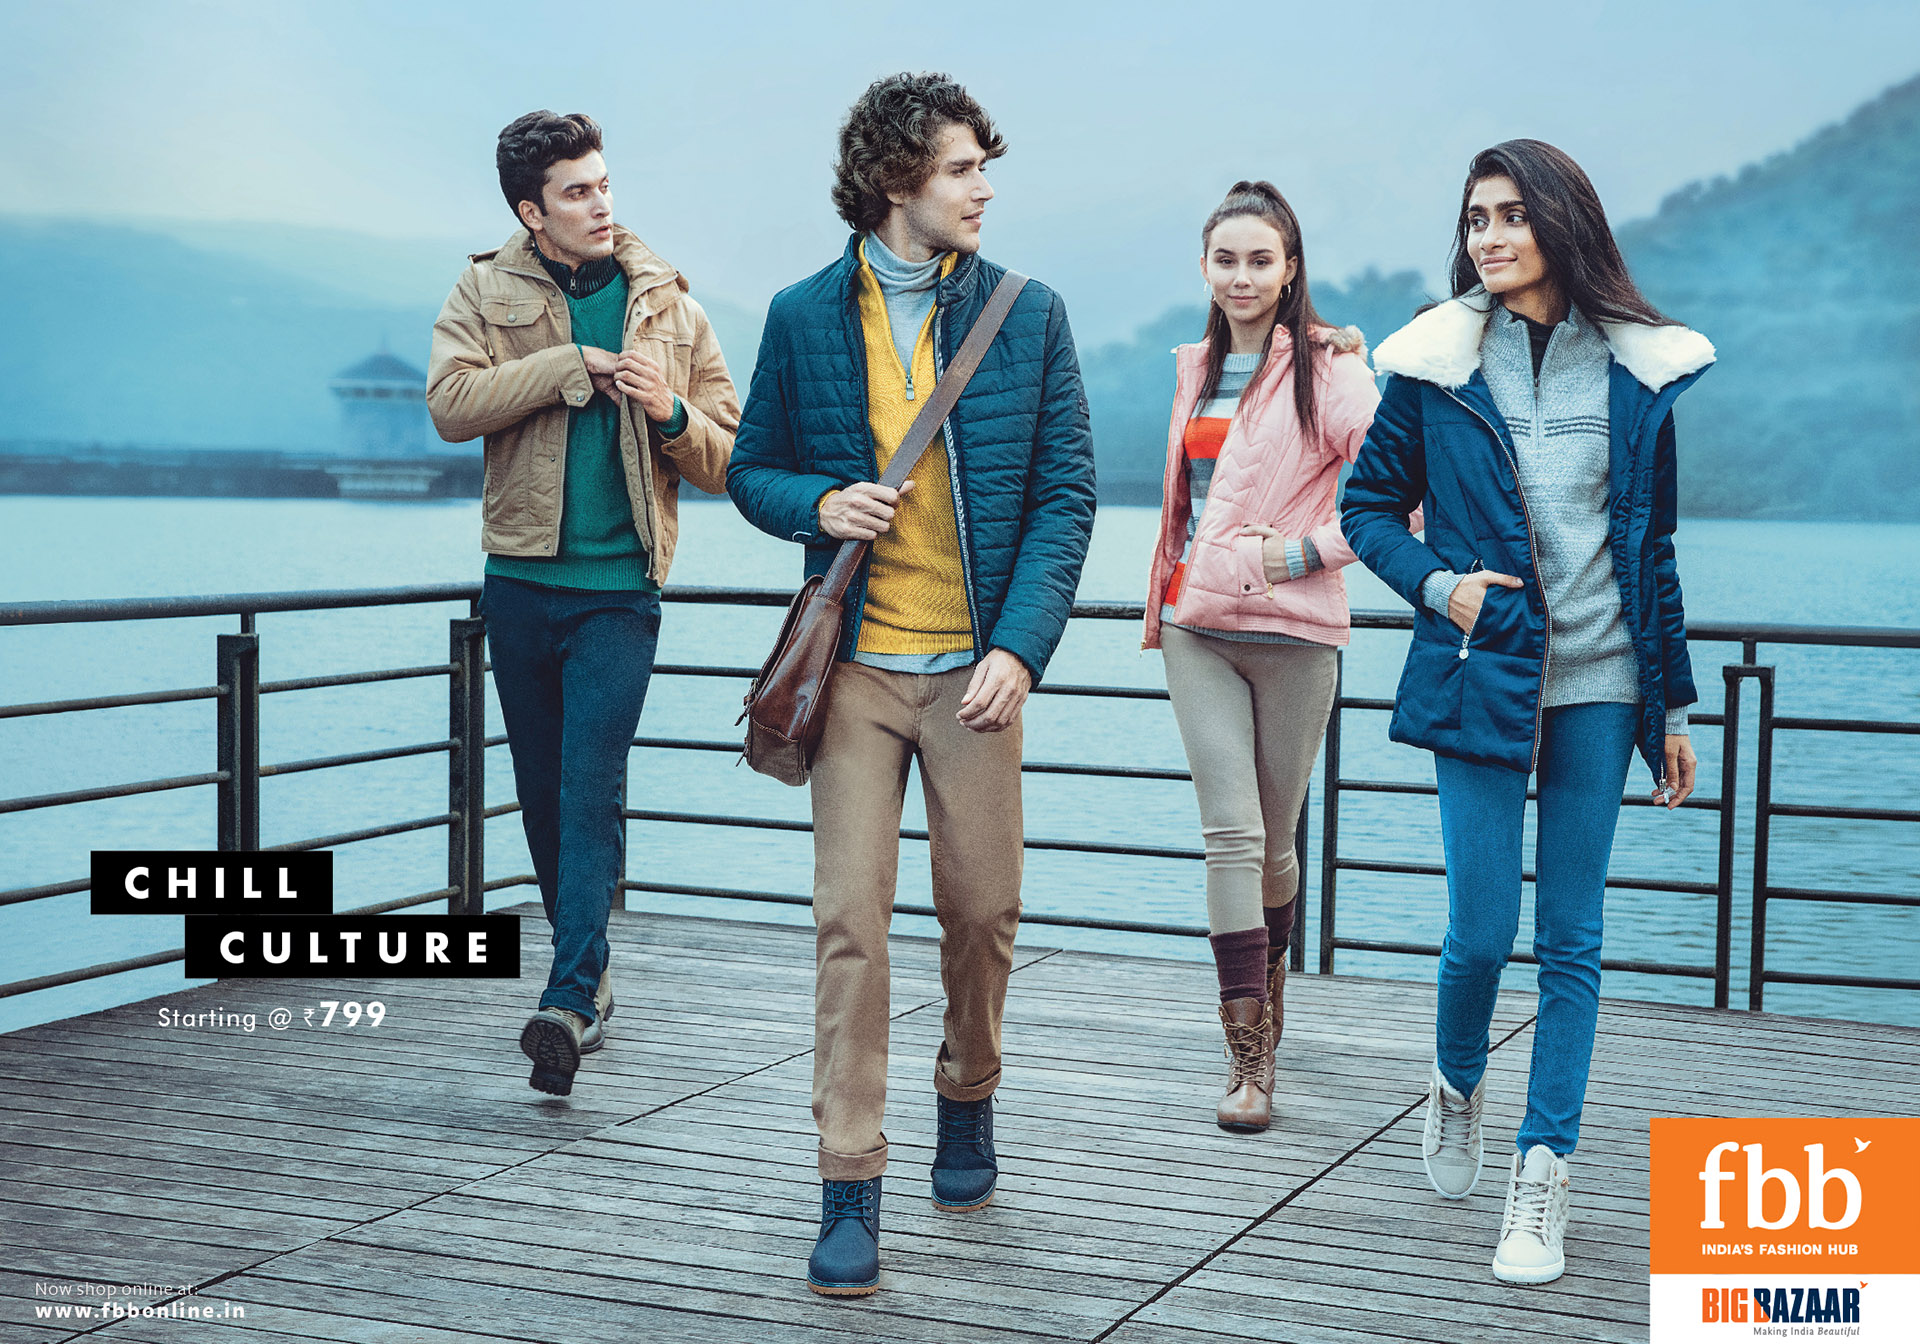 CHILL
CULTURE
Starting @ ₹799
Now shop online at:
www.fbbonline.in
fbb
INDIA'S FASHION HUB
BIG BAZAAR
Making India Beautiful